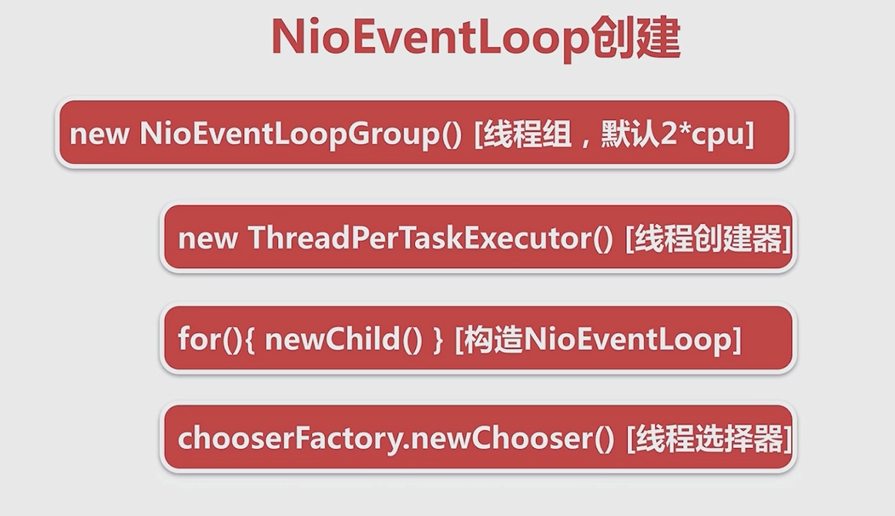 NioEventLoop创建
new NioEventLoopGroup() [线程组，默认2*cpu]
new ThreadPerTaskExecutor() [线程创建器]
for(){ newChild() } [构造NioEventLoop]
chooserFactory.newChooser() [线程选择器]